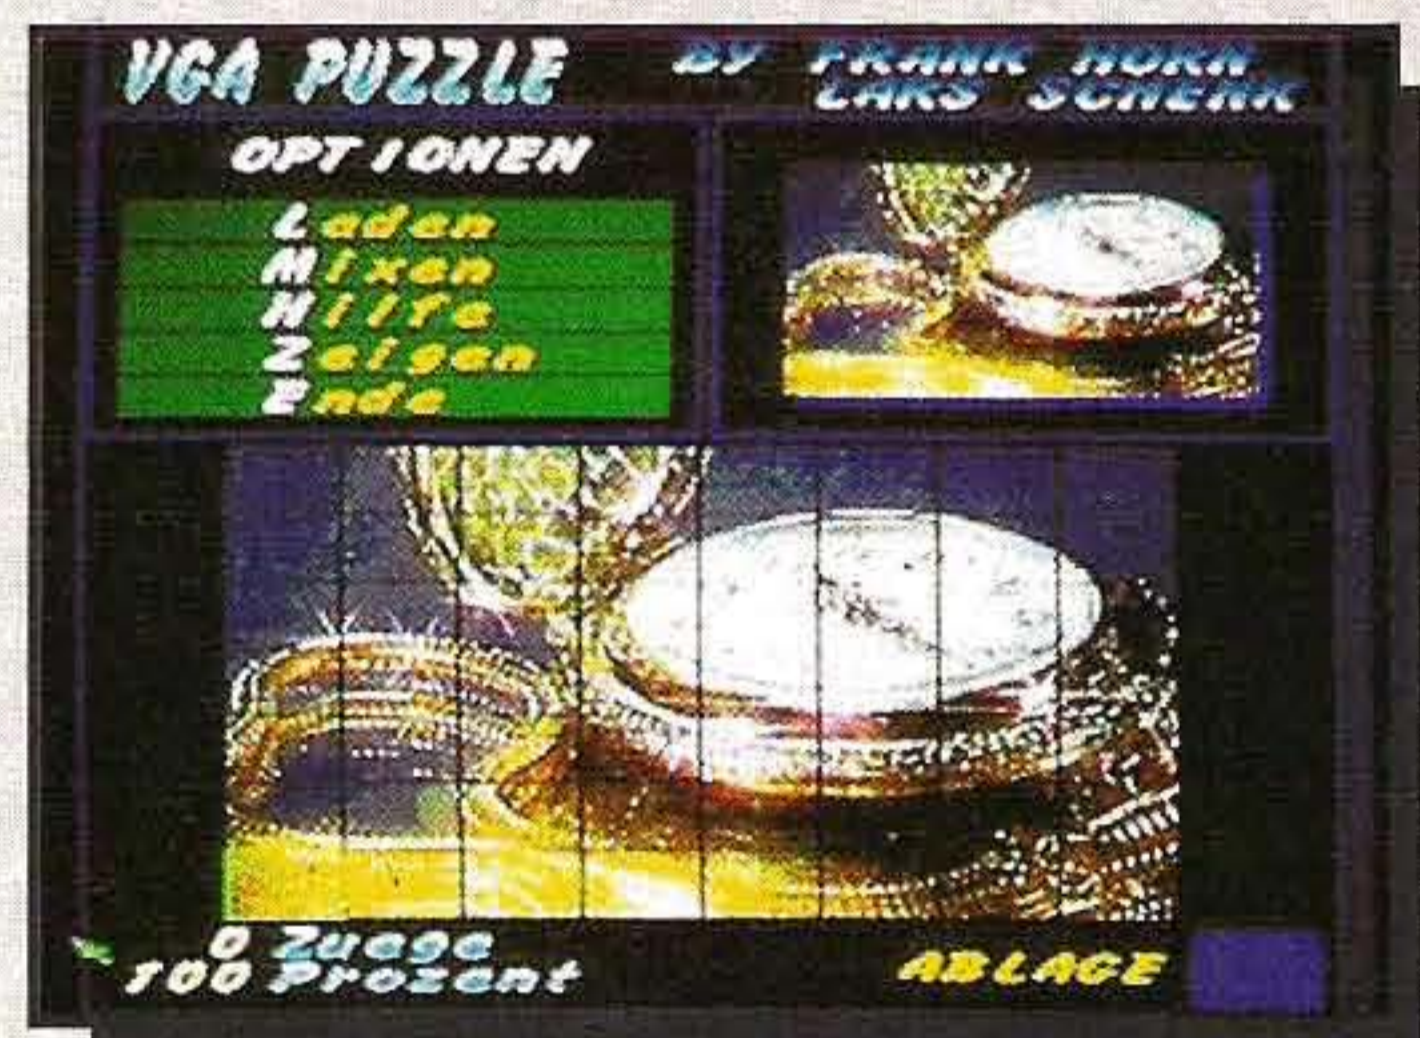 VGA PUZZLE
BY FRANK HORN
LARS SCHENK
OPTIONEN
Laden
Mixen
Hilfe
Zeigen
Ende
0 Zuege
100 Prozent
ABLAGE